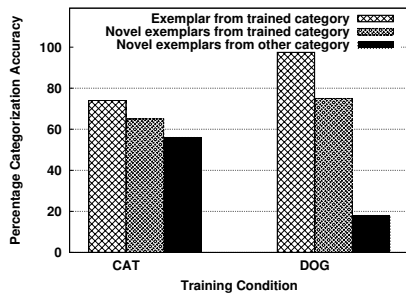 Exemplar from trained category
Novel exemplars from trained category
Novel exemplars from other category
Percentage Categorization Accuracy
100
80
60
40
20
0
CAT DOG
Training Condition